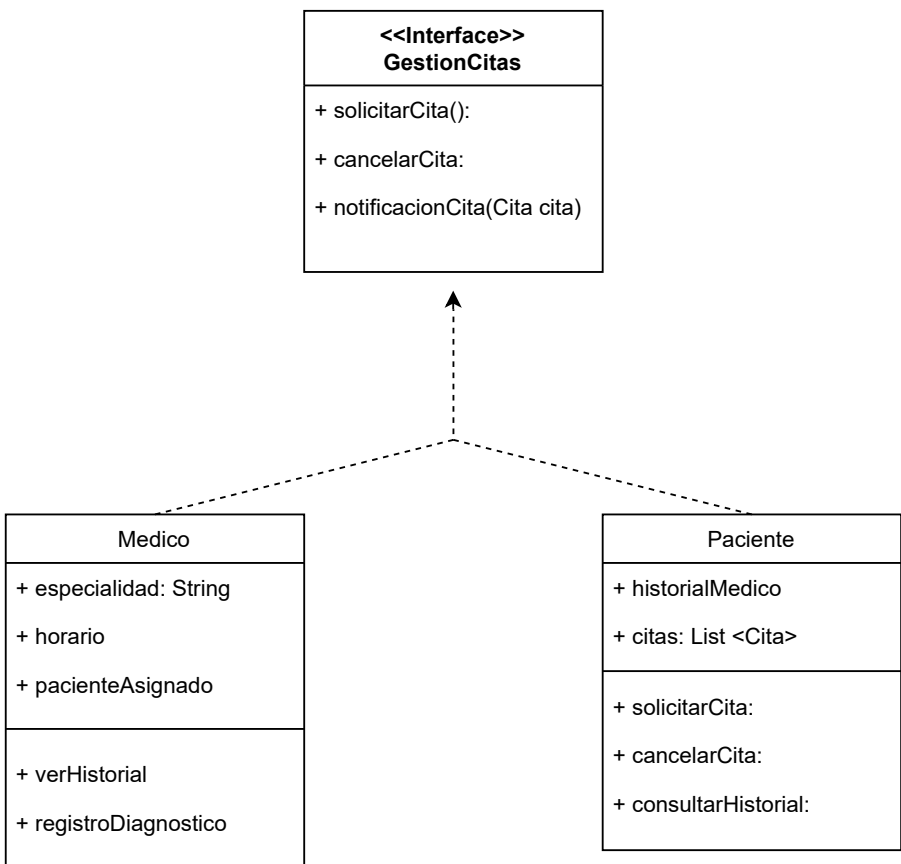 <<Interface>>
GestionCitas
+ solicitarCita():
+ cancelarCita:
+ notificacionCita(Cita cita)
Medico
+ especialidad: String
+ horario
+ pacienteAsignado
+ verHistorial
+ registroDiagnostico
Paciente
+ historialMedico
+ citas: List <Cita>
+ solicitarCita:
+ cancelarCita:
+ consultarHistorial: